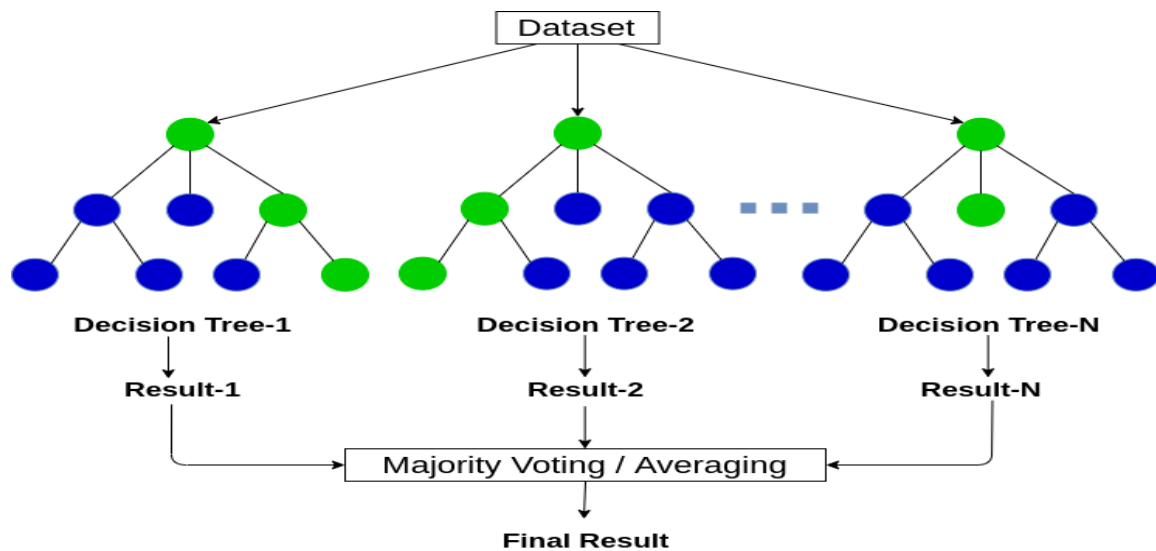 Dataset
Decision Tree-1
Decision Tree-2
Decision Tree-N
Result-1
Result-2
Result-N
Majority Voting / Averaging
Final Result